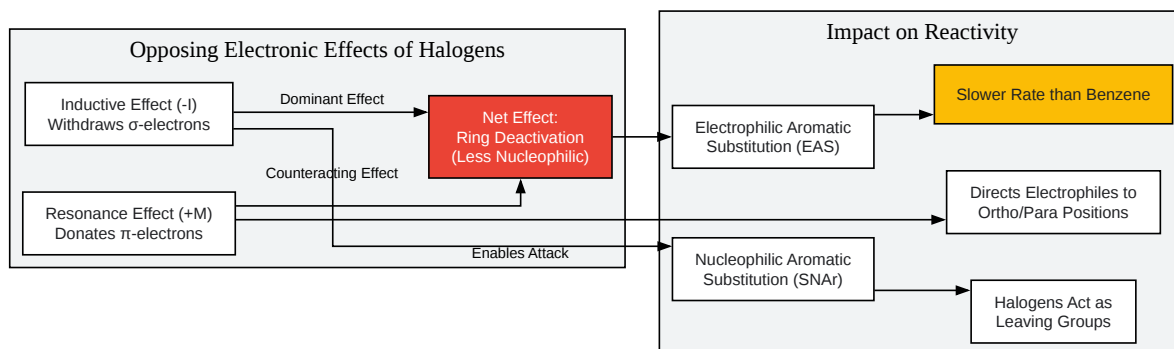 Opposing Electronic Effects of Halogens
Inductive Effect (-I)
Withdraws σ-electrons
Dominant Effect
Net Effect:
Ring Deactivation
(Less Nucleophilic)
Counteracting Effect
Resonance Effect (+M)
Donates π-electrons
Enables Attack
Impact on Reactivity
Slower Rate than Benzene
Electrophilic Aromatic
Substitution (EAS)
Directs Electrophiles to
Ortho/Para Positions
Nucleophilic Aromatic
Substitution (SNAr)
Halogens Act as
Leaving Groups